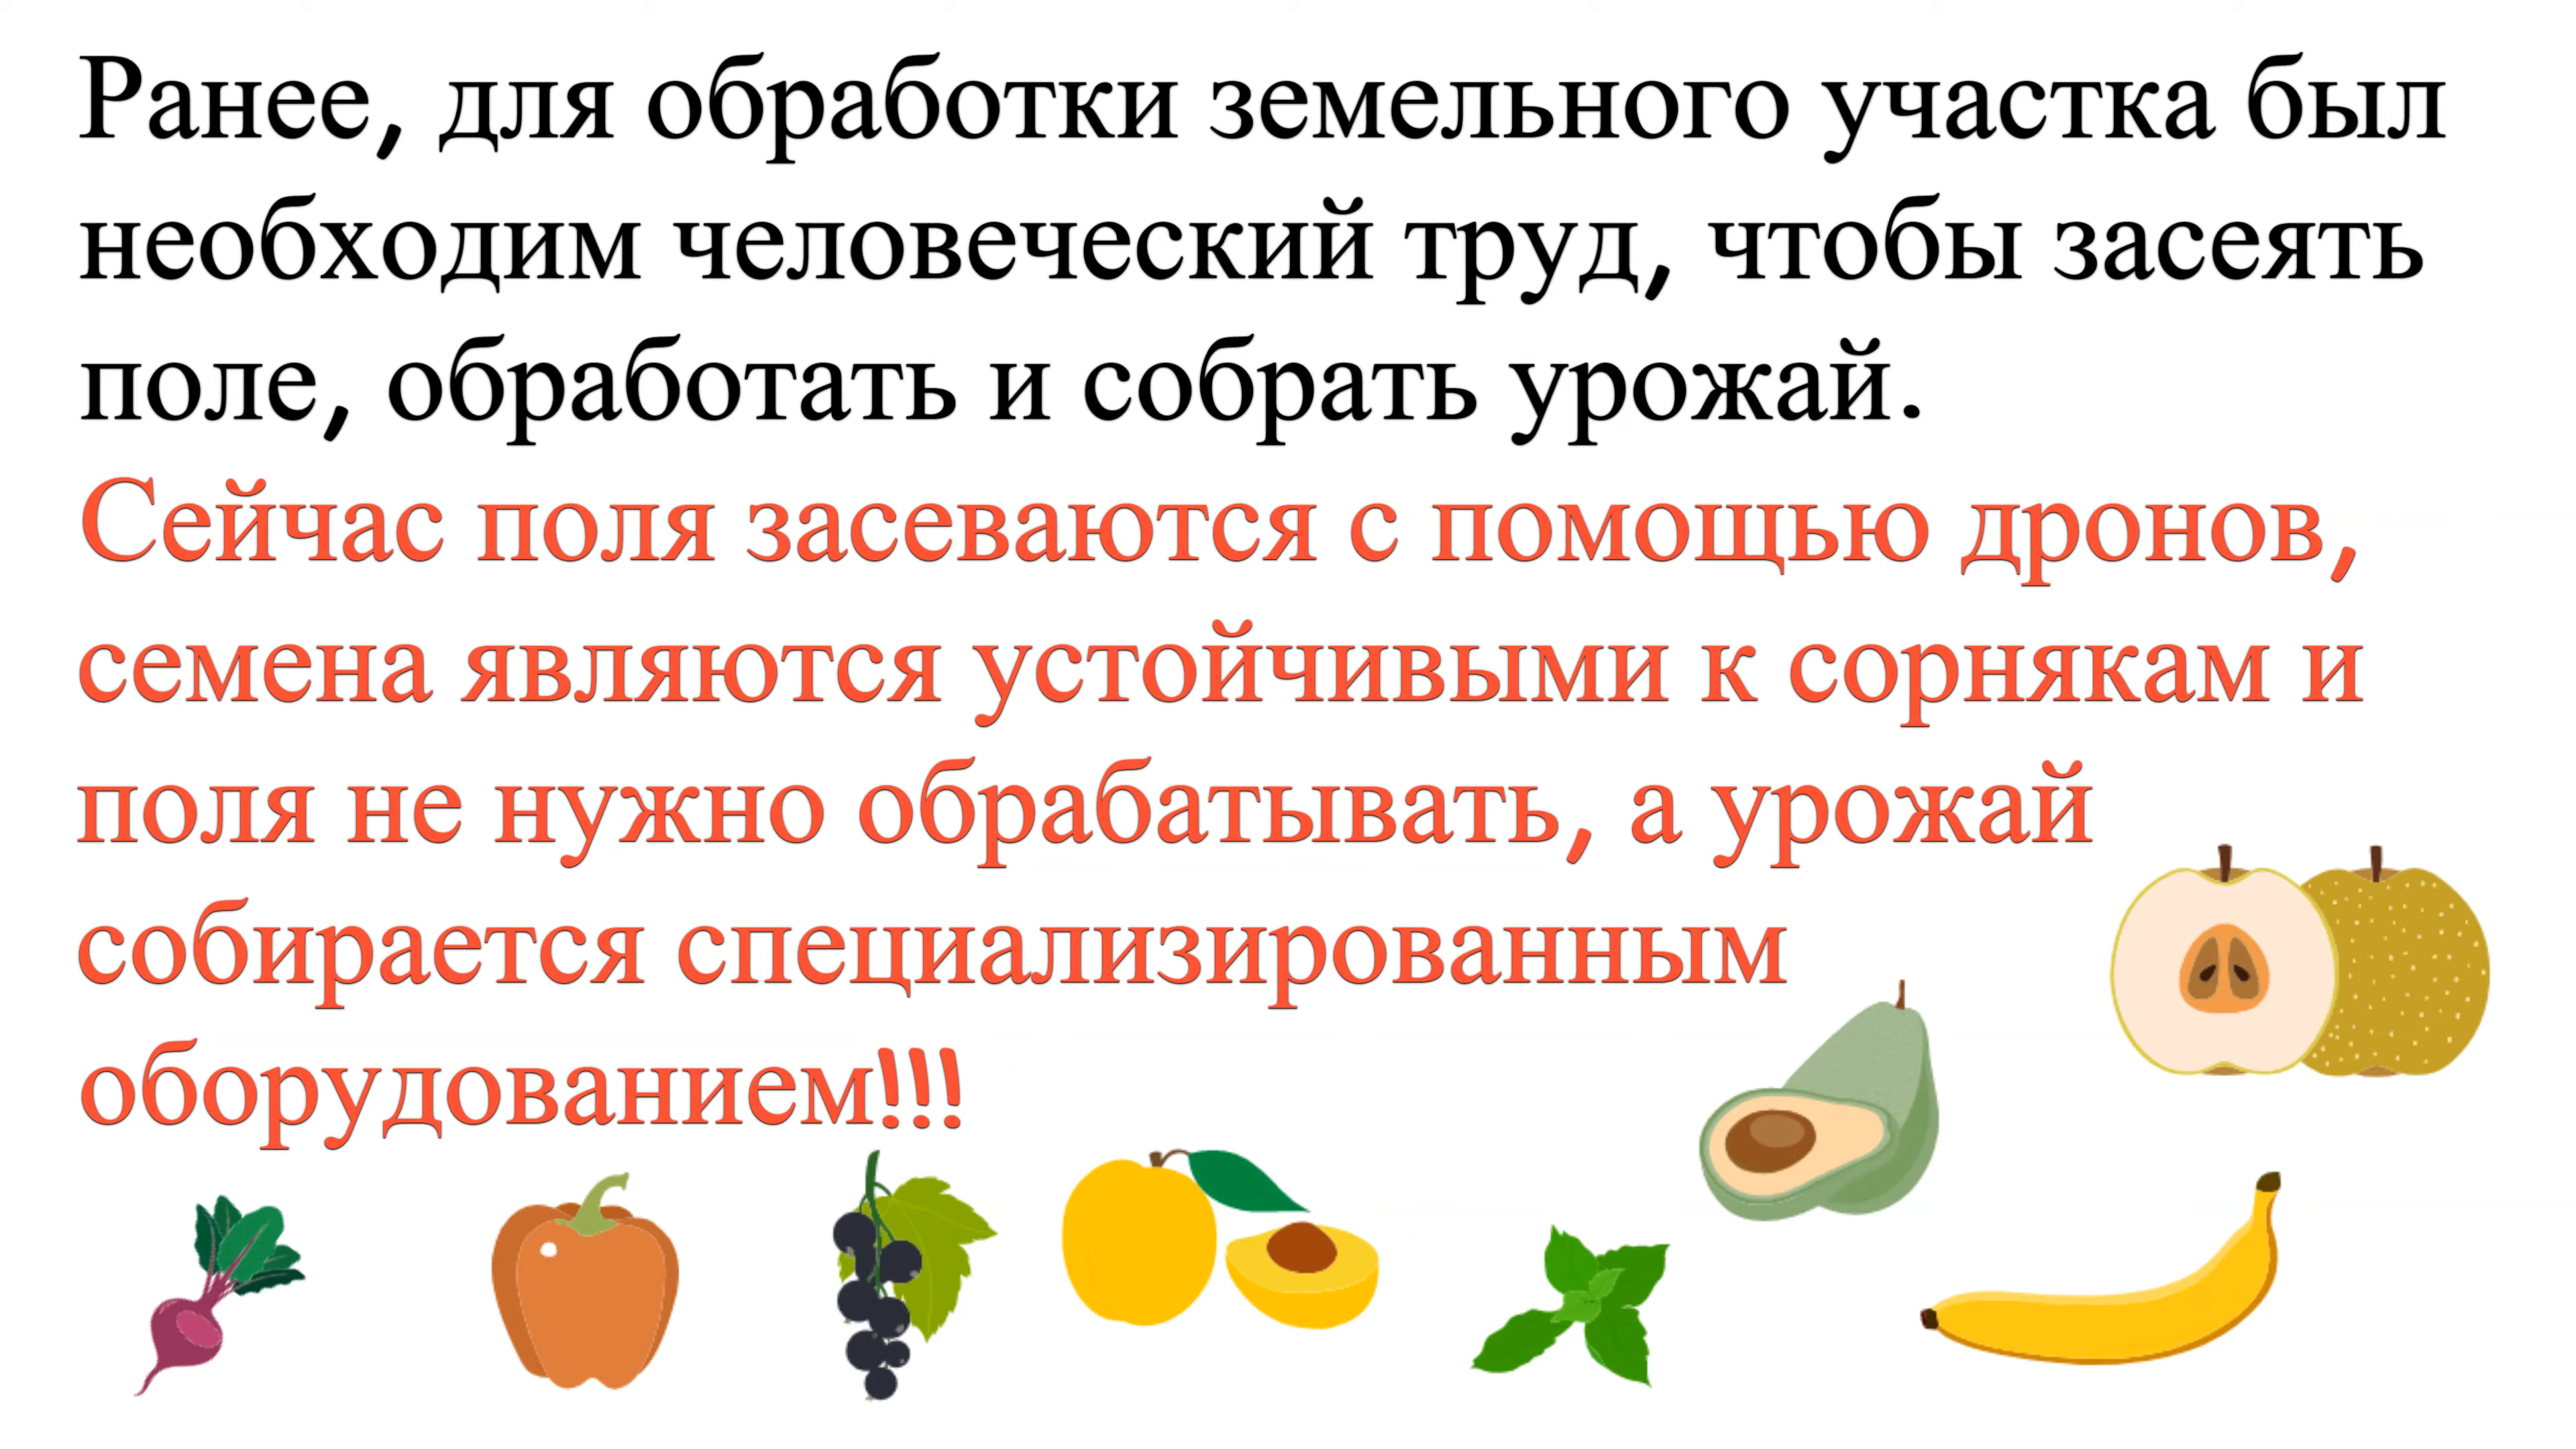 Ранее, для обработки земельного участка был
необходим человеческий труд, чтобы засеять
поле, обработать и собрать урожай.
Сейчас поля засеваются с помощью дронов,
семена являются устойчивыми к сорнякам и
поля не нужно обрабатывать, а урожай
собирается специализированным
оборудованием!!!